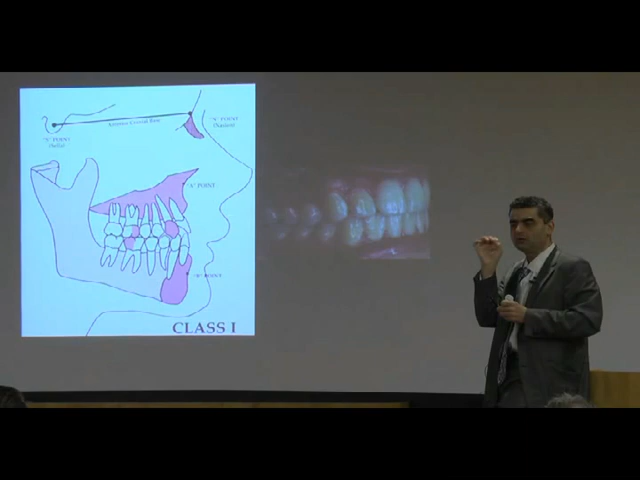 "N" POINT
(Nasion)
Anterior Cranial Base
"S" POINT
(Sella)
"A" POINT
"B" POINT
CLASS I